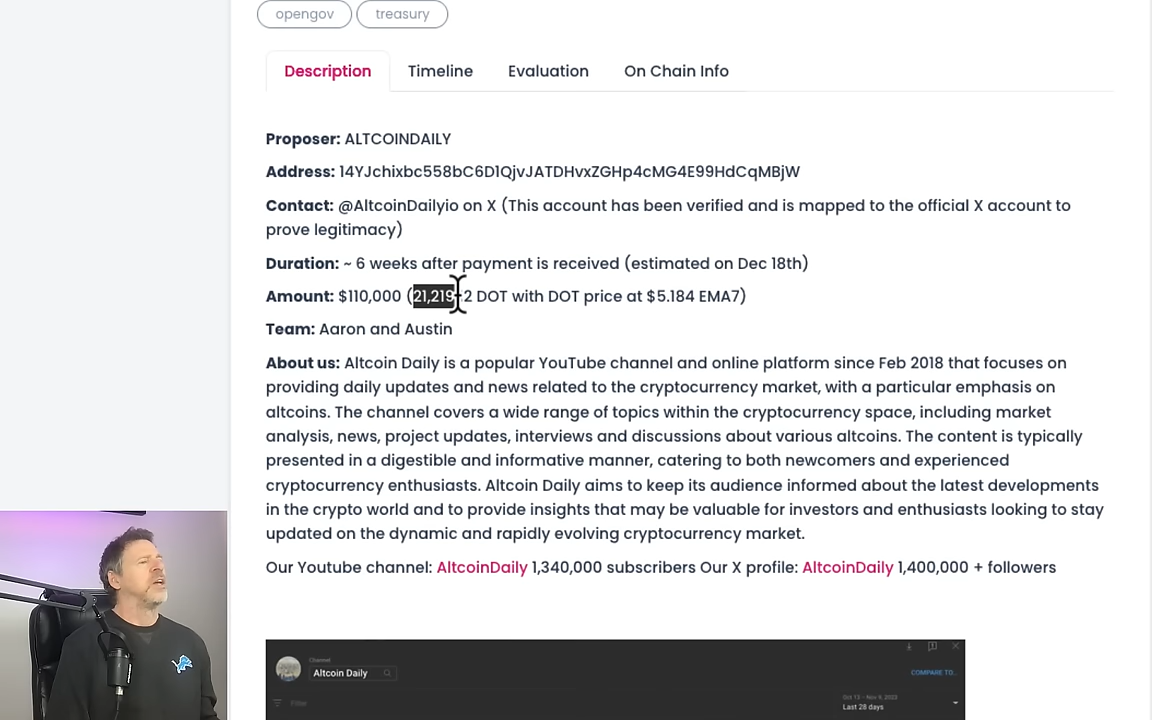 opengov treasury
Description Timeline Evaluation On Chain Info
Proposer: ALTCOINDAILY
Address: 14YJchixbc558bC6D1QjvJATDHvxZGHp4cMG4E99HdCqMBjW
Contact: @AltcoinDailyio on X (This account has been verified and is mapped to the official X account to
prove legitimacy)
Duration: ~ 6 weeks after payment is received (estimated on Dec 18th)
Amount: $110,000 (21,219.2 DOT with DOT price at $5.184 EMA7)
Team: Aaron and Austin
About us: Altcoin Daily is a popular YouTube channel and online platform since Feb 2018 that focuses on
providing daily updates and news related to the cryptocurrency market, with a particular emphasis on
altcoins. The channel covers a wide range of topics within the cryptocurrency space, including market
analysis, news, project updates, interviews and discussions about various altcoins. The content is typically
presented in a digestible and informative manner, catering to both newcomers and experienced
cryptocurrency enthusiasts. Altcoin Daily aims to keep its audience informed about the latest developments
in the crypto world and to provide insights that may be valuable for investors and enthusiasts looking to stay
updated on the dynamic and rapidly evolving cryptocurrency market.
Our Youtube channel: AltcoinDaily 1,340,000 subscribers Our X profile: AltcoinDaily 1,400,000 + followers
Channel
Altcoin Daily
COMPARE TO...
Filter
Oct 13 – Nov 9, 2023
Last 28 days